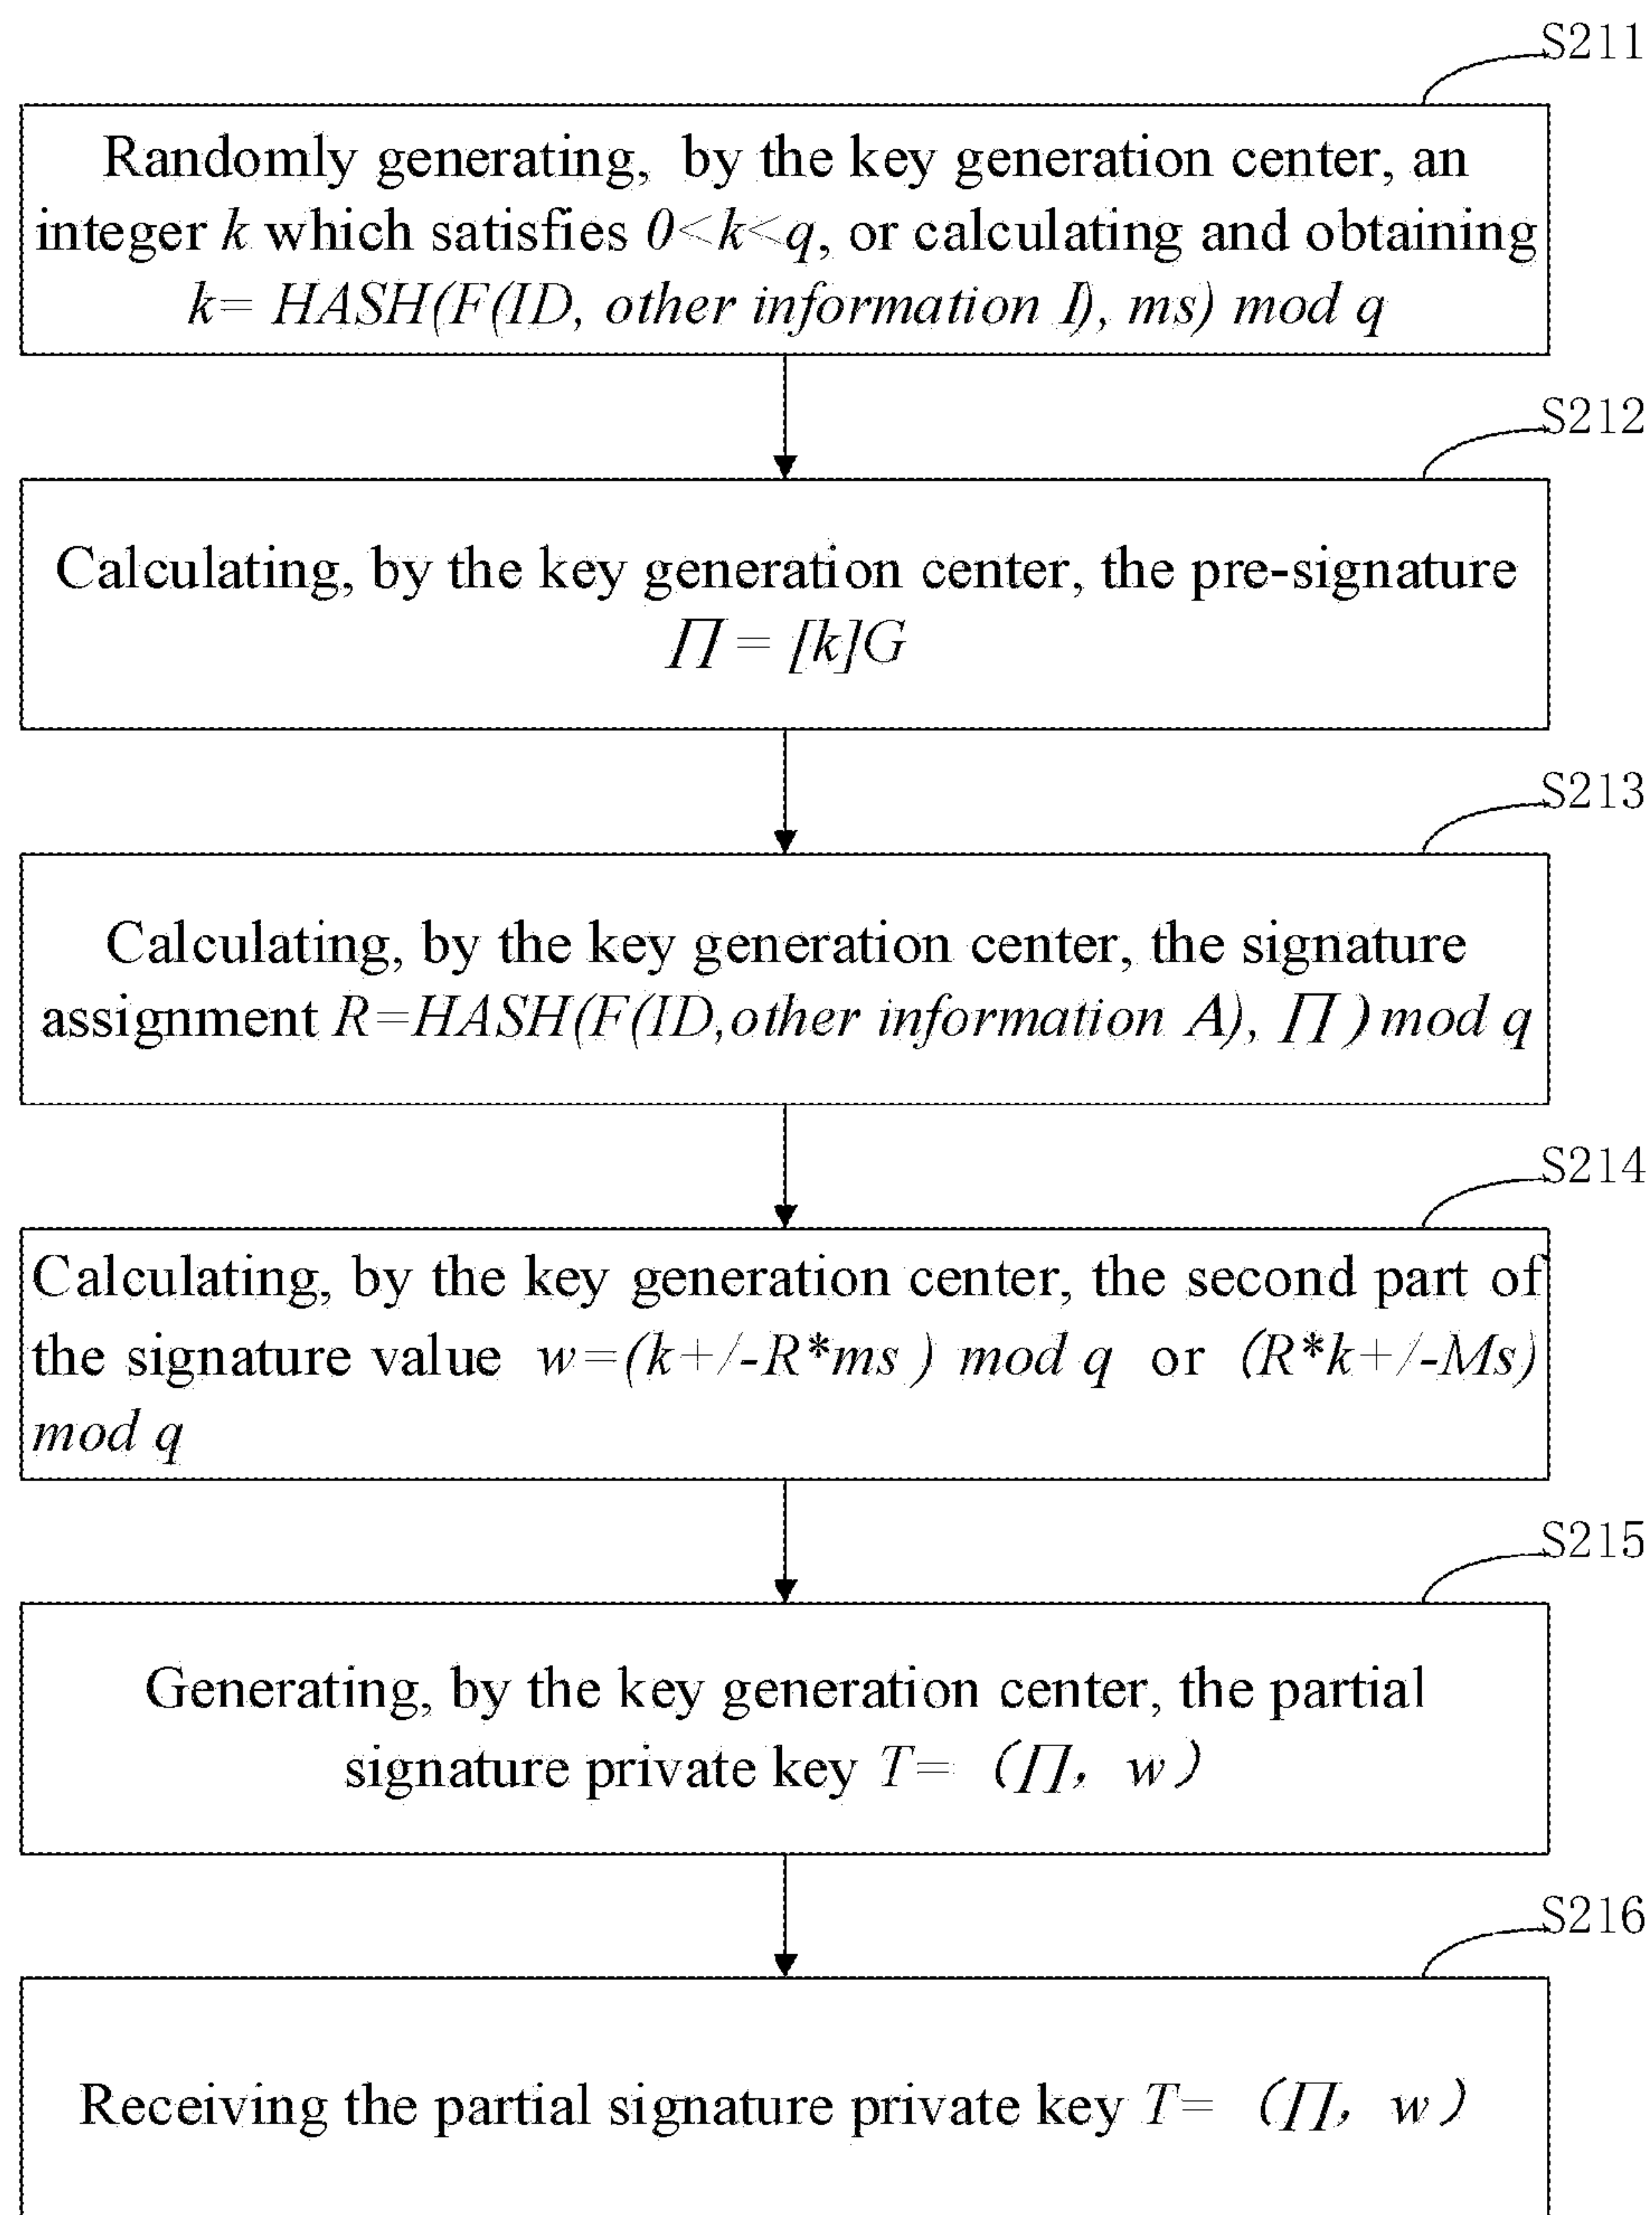 S211
Randomly generating, by the key generation center, an
integer k which satisfies 0<k<q, or calculating and obtaining
k= HASH(F(ID, other information I), ms) mod q
S212
Calculating, by the key generation center, the pre-signature
∏ = [k]G
S213
Calculating, by the key generation center, the signature
assignment R=HASH(F(ID,other information A), ∏ ) mod q
S214
Calculating, by the key generation center, the second part of
the signature value w=(k+/-R*ms ) mod q or (R*k+/-Ms)
mod q
S215
Generating, by the key generation center, the partial
signature private key T= （∏， w）
S216
Receiving the partial signature private key T= （∏， w）